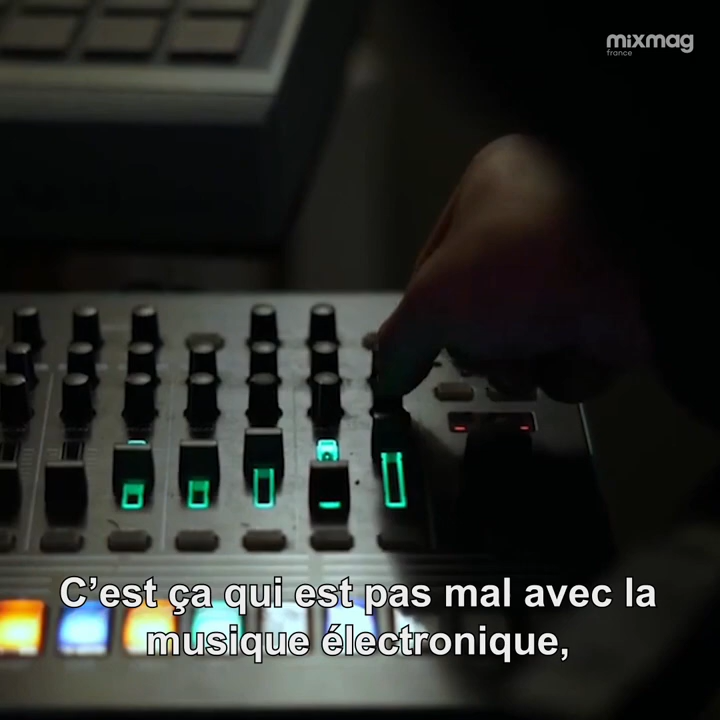 mixmag
france
C’est ça qui est pas mal avec la
musique électronique,